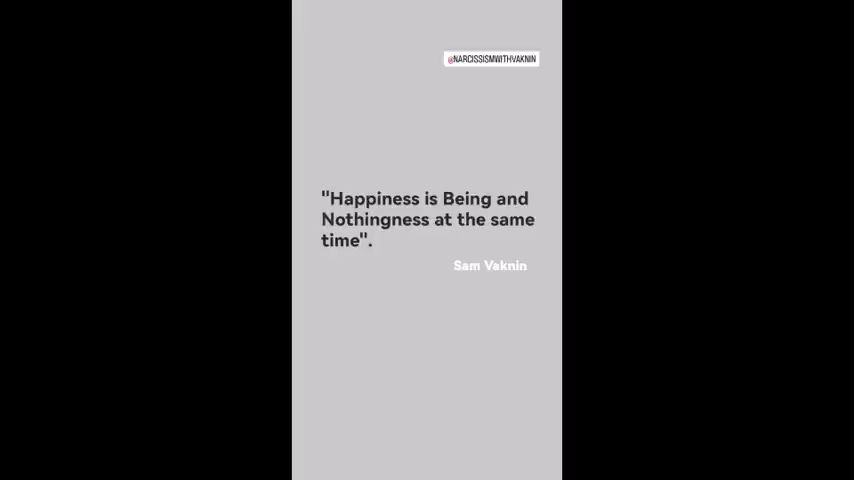 @NARCISSISMWITHVAKNIN
"Happiness is Being and
Nothingness at the same
time".
Sam Vaknin